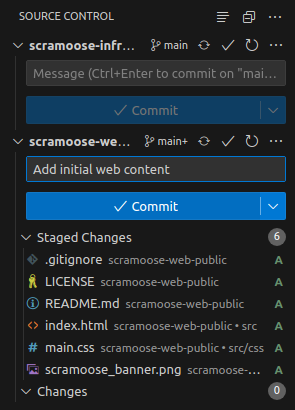 SOURCE CONTROL
scramoose-infr... main
Message (Ctrl+Enter to commit on "mai...
Commit
scramoose-we... main+
Add initial web content
Commit
Staged Changes 6
.gitignore scramoose-web-public A
LICENSE scramoose-web-public A
README.md scramoose-web-public A
index.html scramoose-web-public • src A
main.css scramoose-web-public • src/css A
scramoose_banner.png scramoose-... A
Changes 0